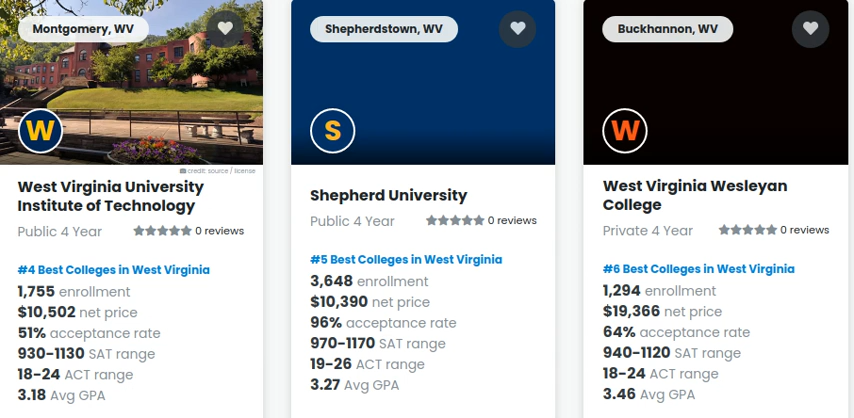 Montgomery, WV
W
credit: source / license
West Virginia University
Institute of Technology
Public 4 Year
0 reviews
#4 Best Colleges in West Virginia
1,755 enrollment
$10,502 net price
51% acceptance rate
930-1130 SAT range
18-24 ACT range
3.18 Avg GPA
Shepherdstown, WV
S
Shepherd University
Public 4 Year
0 reviews
#5 Best Colleges in West Virginia
3,648 enrollment
$10,390 net price
96% acceptance rate
970-1170 SAT range
19-26 ACT range
3.27 Avg GPA
Buckhannon, WV
W
West Virginia Wesleyan
College
Private 4 Year
0 reviews
#6 Best Colleges in West Virginia
1,294 enrollment
$19,366 net price
64% acceptance rate
940-1120 SAT range
18-24 ACT range
3.46 Avg GPA